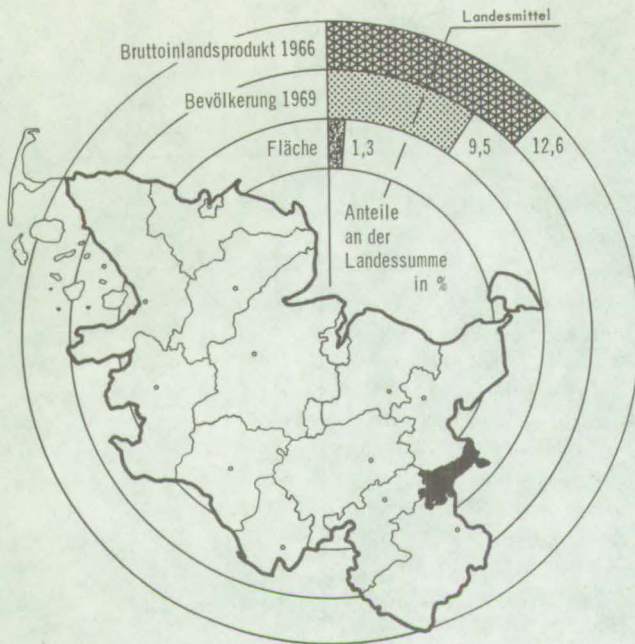 Landesmittel
Bruttoinlandsprodukt 1966
Bevölkerung 1969
Fläche
1,3
9,5
12,6
Anteile
an der
Landessumme
in %